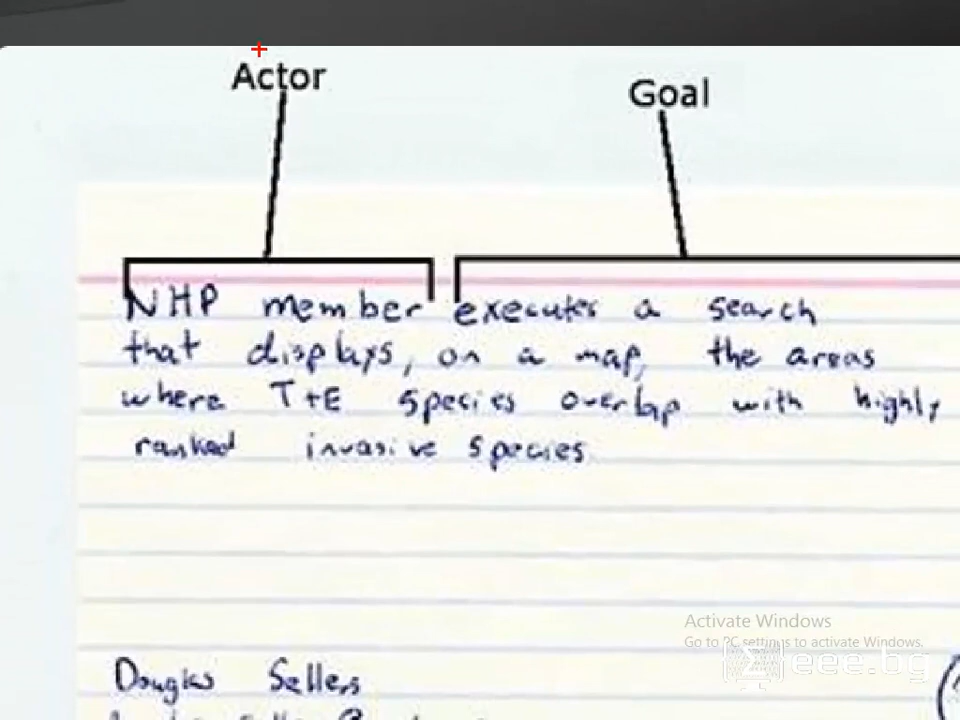 Actor
Goal
NHP member executes a search
that displays, on a map, the areas
where T+E species overlap with highly
ranked invasive species
Activate Windows
Go to PC settings to activate Windows.
eee.bg
Douglas Sellers